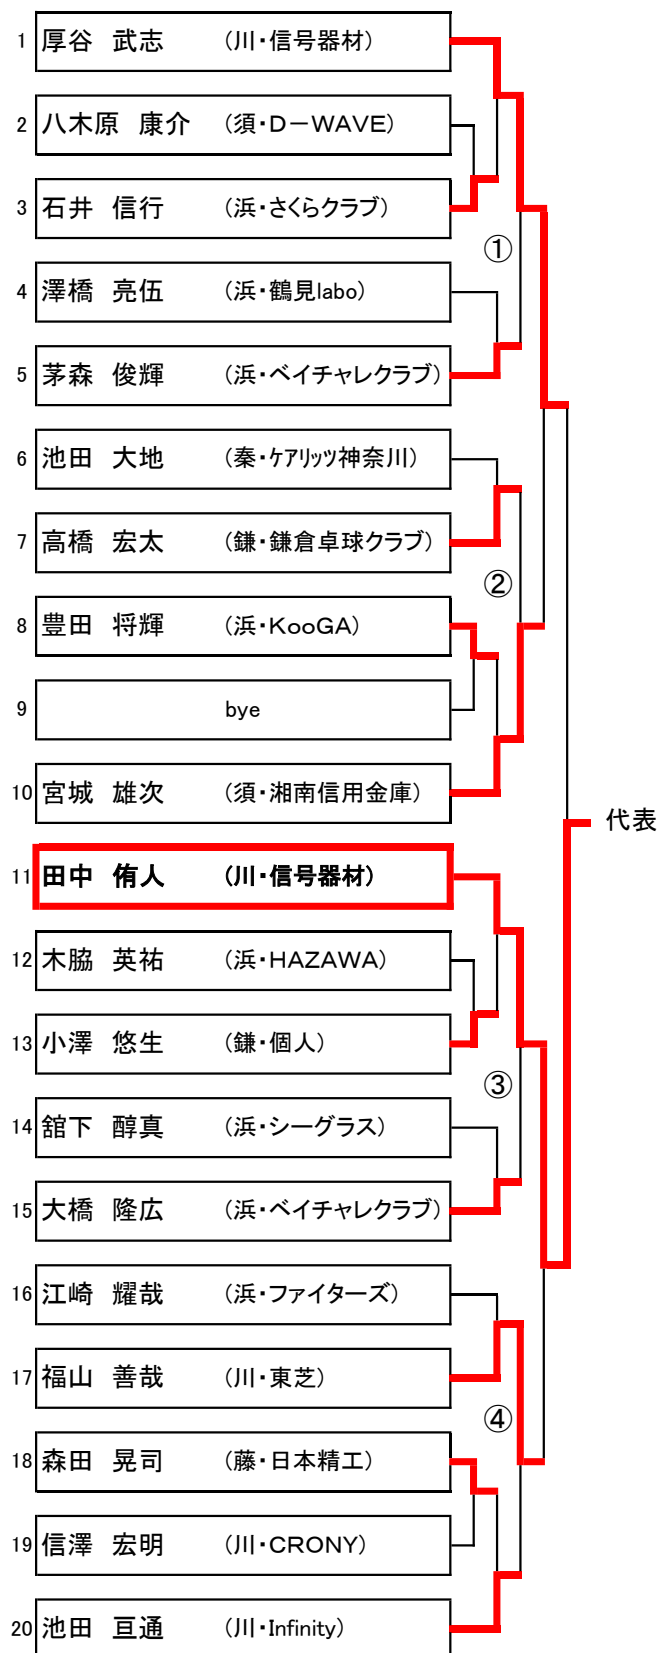 1 厚谷 武志 (川・信号器材)
2 八木原 康介 (須・D－WAVE)
3 石井 信行 (浜・さくらクラブ)
①
4 澤橋 亮伍 (浜・鶴見labo)
5 茅森 俊輝 (浜・ベイチャレクラブ)
6 池田 大地 (秦・ｹｱﾘｯﾂ神奈川)
7 高橋 宏太 (鎌・鎌倉卓球クラブ)
②
8 豊田 将輝 (浜・KooGA)
9 bye
10 宮城 雄次 (須・湘南信用金庫)
代表
11 田中 侑人 (川・信号器材)
12 木脇 英祐 (浜・HAZAWA)
13 小澤 悠生 (鎌・個人)
③
14 舘下 醇真 (浜・シーグラス)
15 大橋 隆広 (浜・ベイチャレクラブ)
16 江崎 耀哉 (浜・ファイターズ)
17 福山 善哉 (川・東芝)
④
18 森田 晃司 (藤・日本精工)
19 信澤 宏明 (川・CRONY)
20 池田 亘通 (川・Infinity)